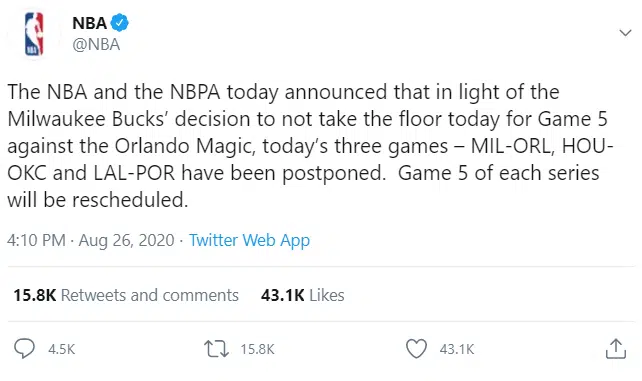 NBA
@NBA
The NBA and the NBPA today announced that in light of the
Milwaukee Bucks’ decision to not take the floor today for Game 5
against the Orlando Magic, today’s three games – MIL-ORL, HOU-
OKC and LAL-POR have been postponed.  Game 5 of each series
will be rescheduled.
4:10 PM · Aug 26, 2020 · Twitter Web App
15.8K Retweets and comments 43.1K Likes
4.5K 15.8K 43.1K